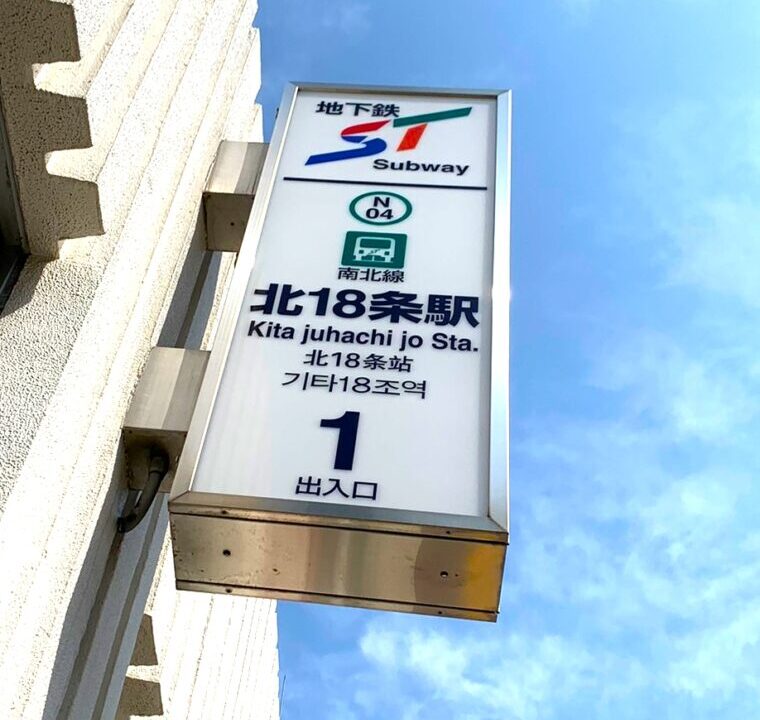 地下鉄
ST
Subway
N
04
南北線
北18条駅
Kita juhachi jo Sta.
北18条站
기타18조역
1
出入口